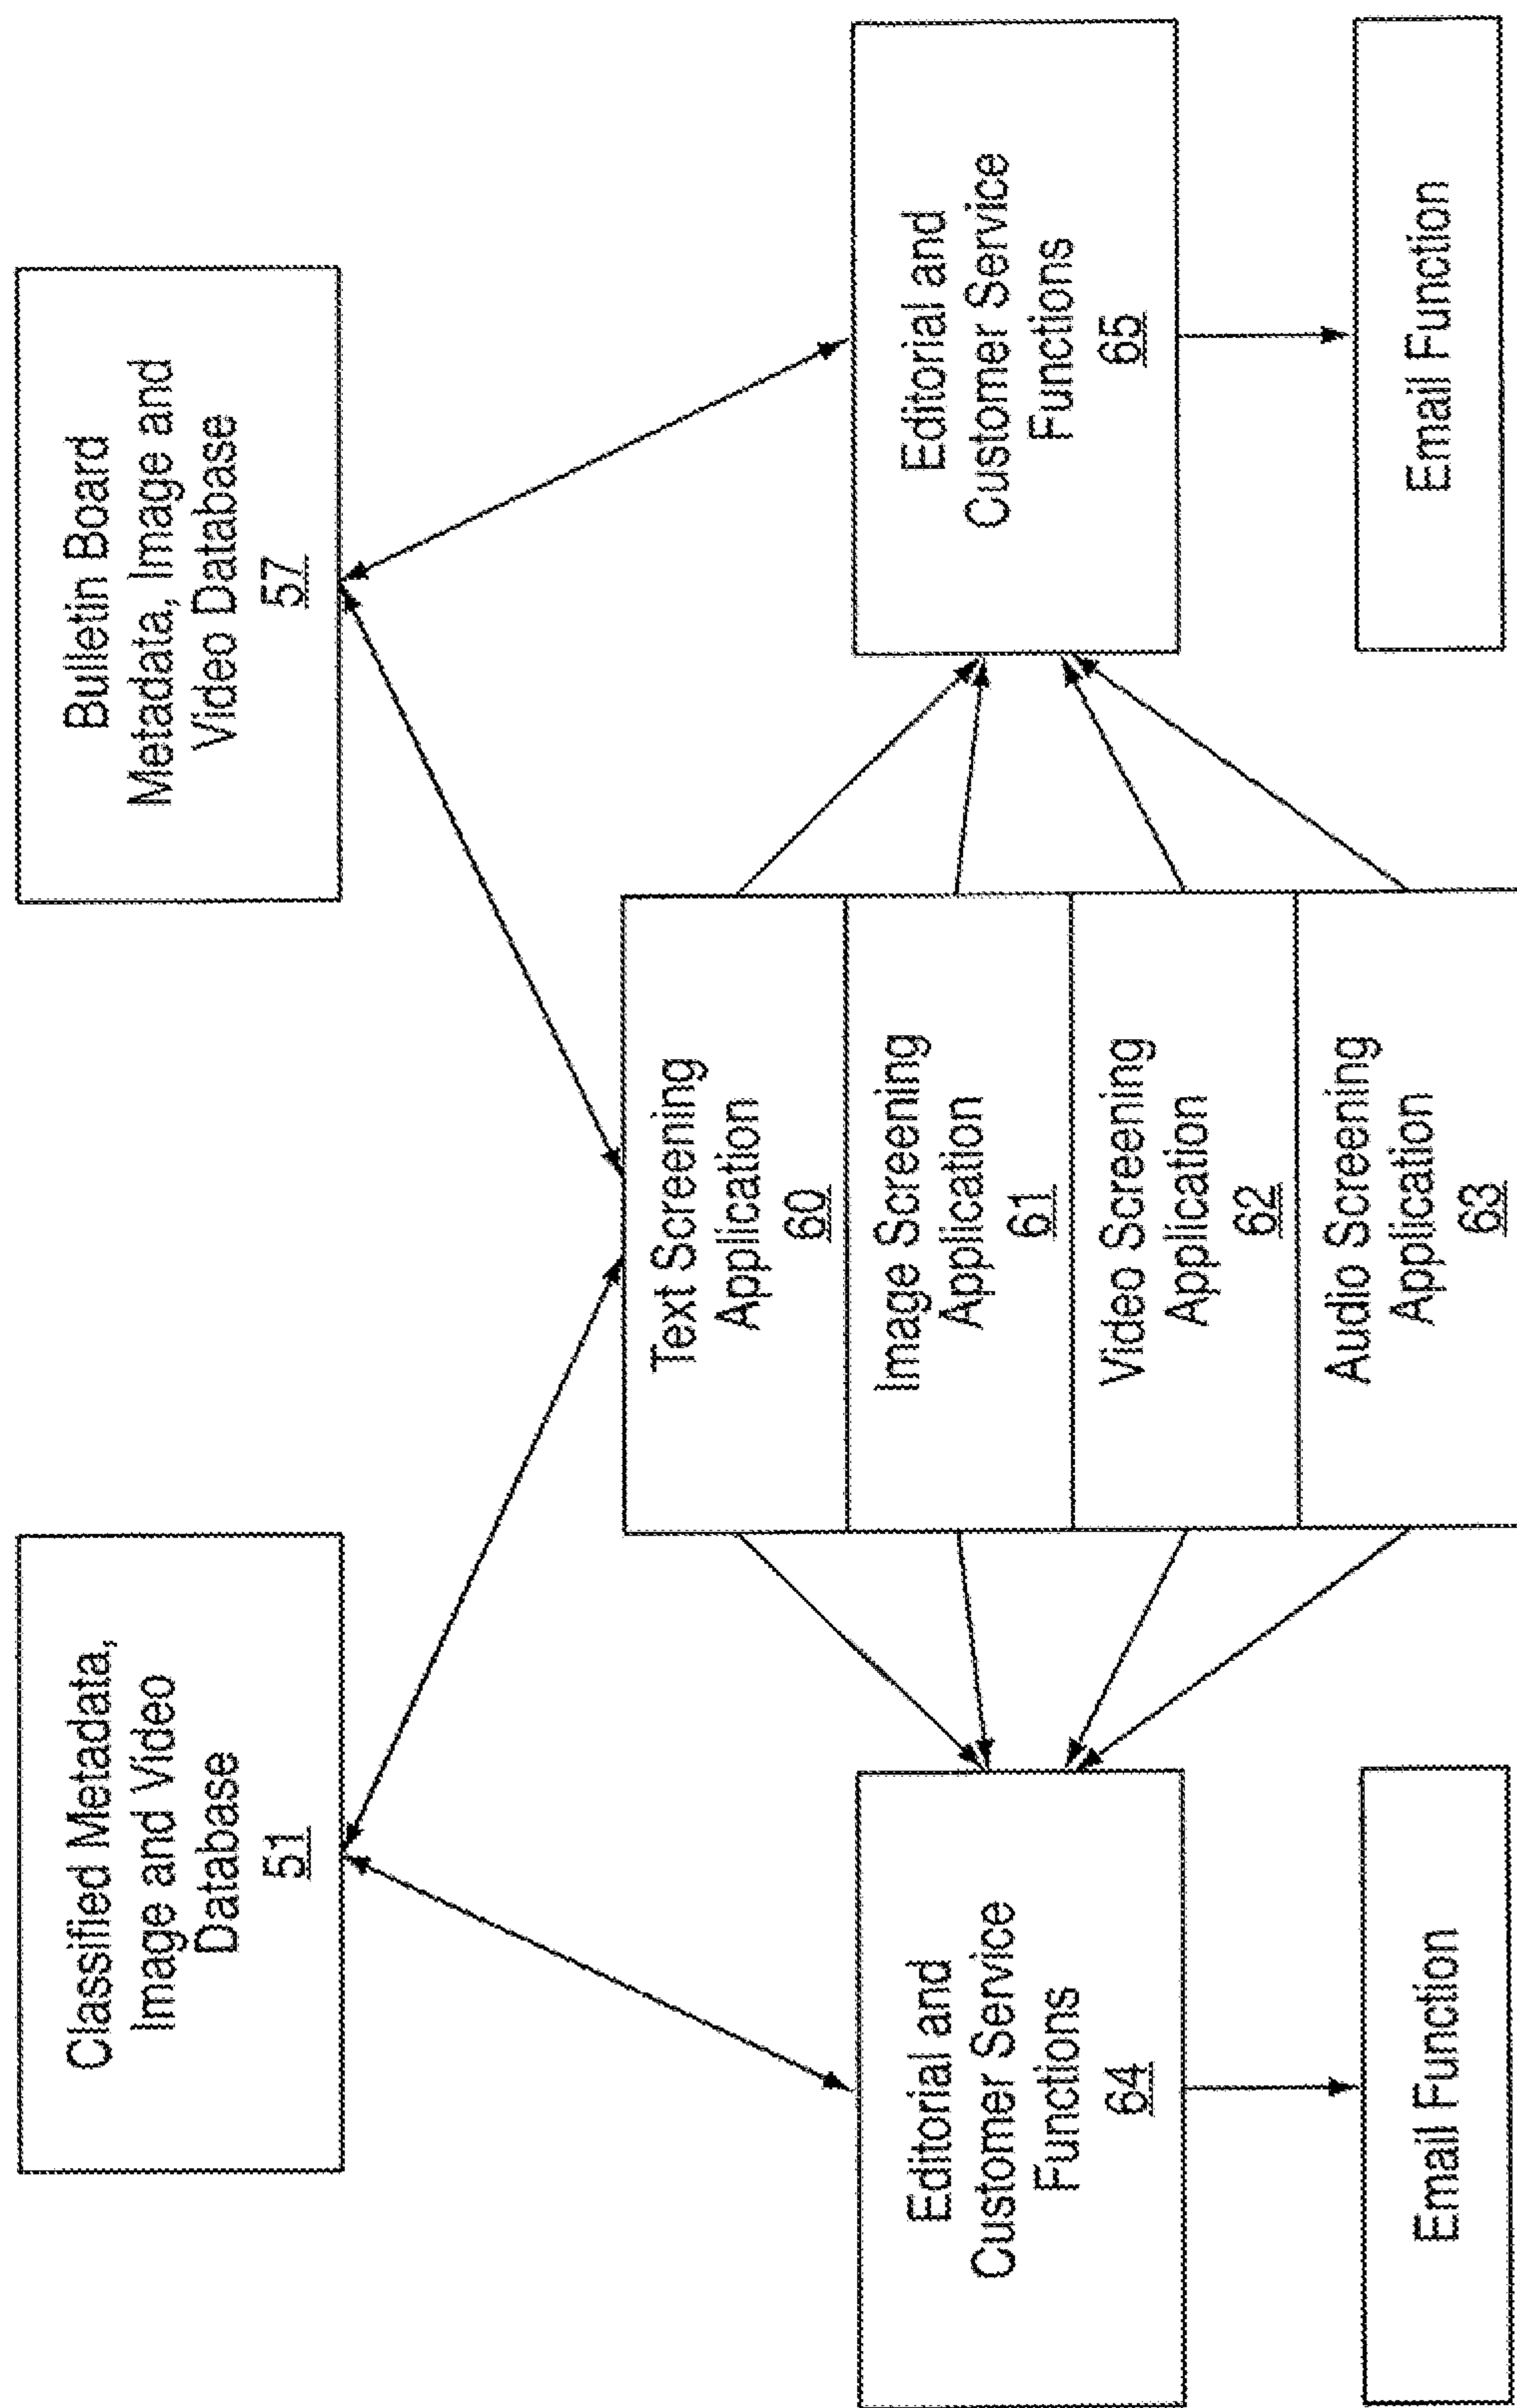 Classified Metadata,
Image and Video
Database
51
Bulletin Board
Metadata, Image and
Video Database
57
Text Screening
Application
60
Image Screening
Application
61
Video Screening
Application
62
Audio Screening
Application
63
Editorial and
Customer Service
Functions
64
Editorial and
Customer Service
Functions
65
Email Function
Email Function